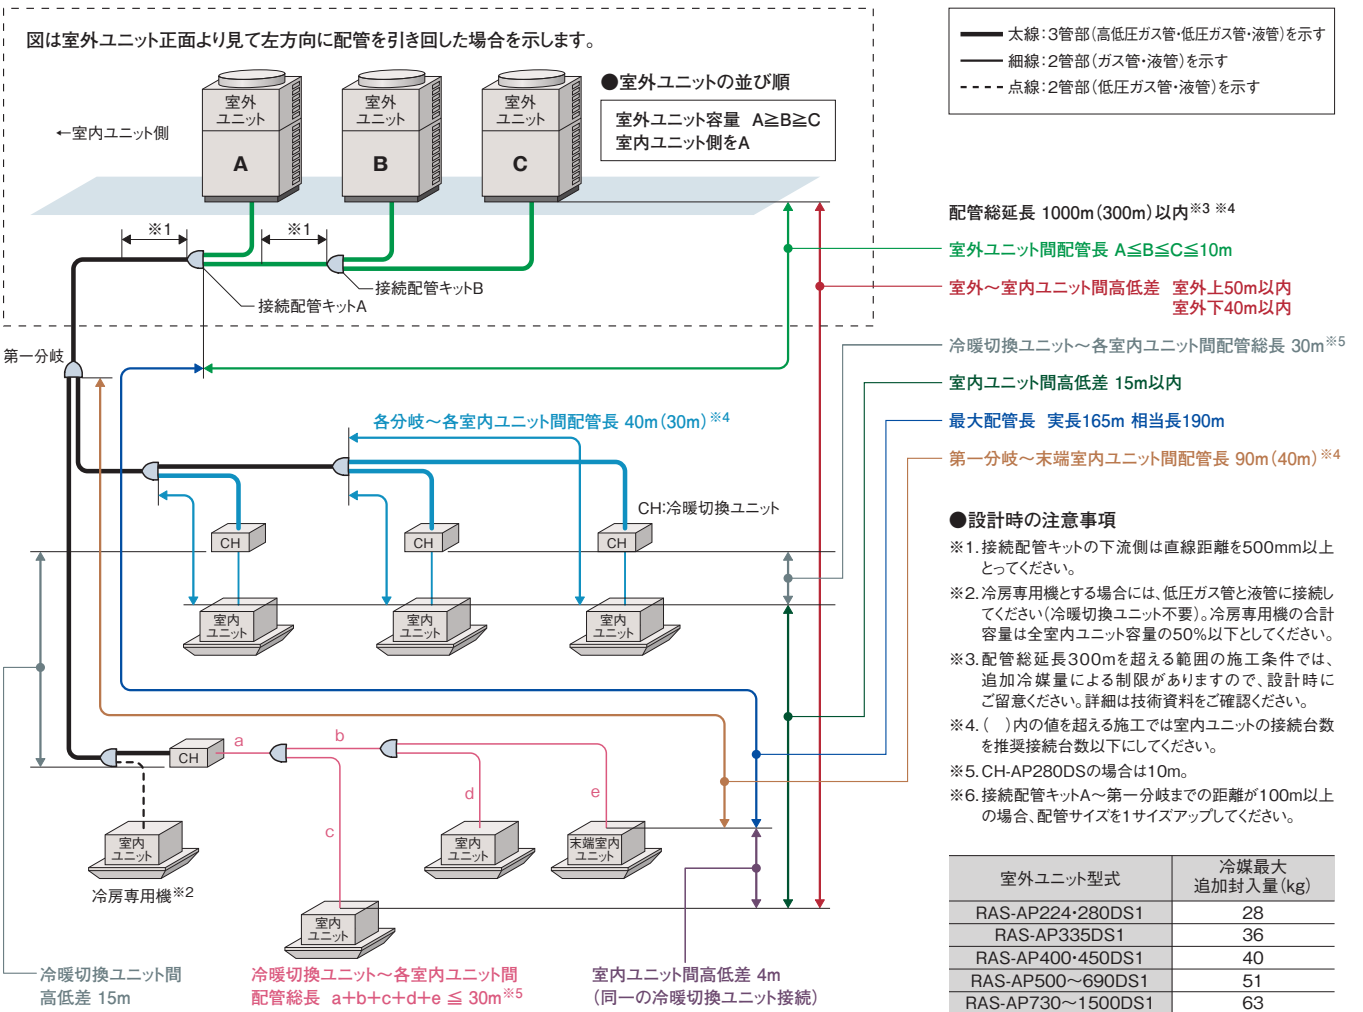 図は室外ユニット正面より見て左方向に配管を引き回した場合を示します。
←室内ユニット側
室外
ユニット
A
室外
ユニット
B
室外
ユニット
C
●室外ユニットの並び順
室外ユニット容量 A≧B≧C
室内ユニット側をA
※1
※1
接続配管キットB
接続配管キットA
第一分岐
太線:3管部(高低圧ガス管・低圧ガス管・液管)を示す
細線:2管部(ガス管・液管)を示す
点線:2管部(低圧ガス管・液管)を示す
配管総延長 1000m(300m)以内※3 ※4
室外ユニット間配管長 A≦B≦C≦10m
室外〜室内ユニット間高低差 室外上50m以内
室外下40m以内
冷暖切換ユニット〜各室内ユニット間配管総長 30m※5
室内ユニット間高低差 15m以内
最大配管長 実長165m 相当長190m
第一分岐〜末端室内ユニット間配管長 90m(40m)※4
各分岐〜各室内ユニット間配管長 40m(30m)※4
CH:冷暖切換ユニット
CH
CH
CH
室内
ユニット
室内
ユニット
室内
ユニット
CH
a
b
c
d
e
室内
ユニット
冷房専用機※2
室内
ユニット
室内
ユニット
末端室内
ユニット
冷暖切換ユニット間
高低差 15m
冷暖切換ユニット〜各室内ユニット間
配管総長 a+b+c+d+e ≦ 30m※5
室内ユニット間高低差 4m
(同一の冷暖切換ユニット接続)
●設計時の注意事項
※1.接続配管キットの下流側は直線距離を500mm以上
とってください。
※2.冷房専用機とする場合には、低圧ガス管と液管に接続し
てください(冷暖切換ユニット不要)。冷房専用機の合計
容量は全室内ユニット容量の50%以下としてください。
※3.配管総延長300mを超える範囲の施工条件では、
追加冷媒量による制限がありますので、設計時に
ご留意ください。詳細は技術資料をご確認ください。
※4.( )内の値を超える施工では室内ユニットの接続台数
を推奨接続台数以下にしてください。
※5.CH-AP280DSの場合は10m。
※6.接続配管キットA〜第一分岐までの距離が100m以上
の場合、配管サイズを1サイズアップしてください。
室外ユニット型式 冷媒最大
追加封入量(kg)
RAS-AP224・280DS1 28
RAS-AP335DS1 36
RAS-AP400・450DS1 40
RAS-AP500〜690DS1 51
RAS-AP730〜1500DS1 63